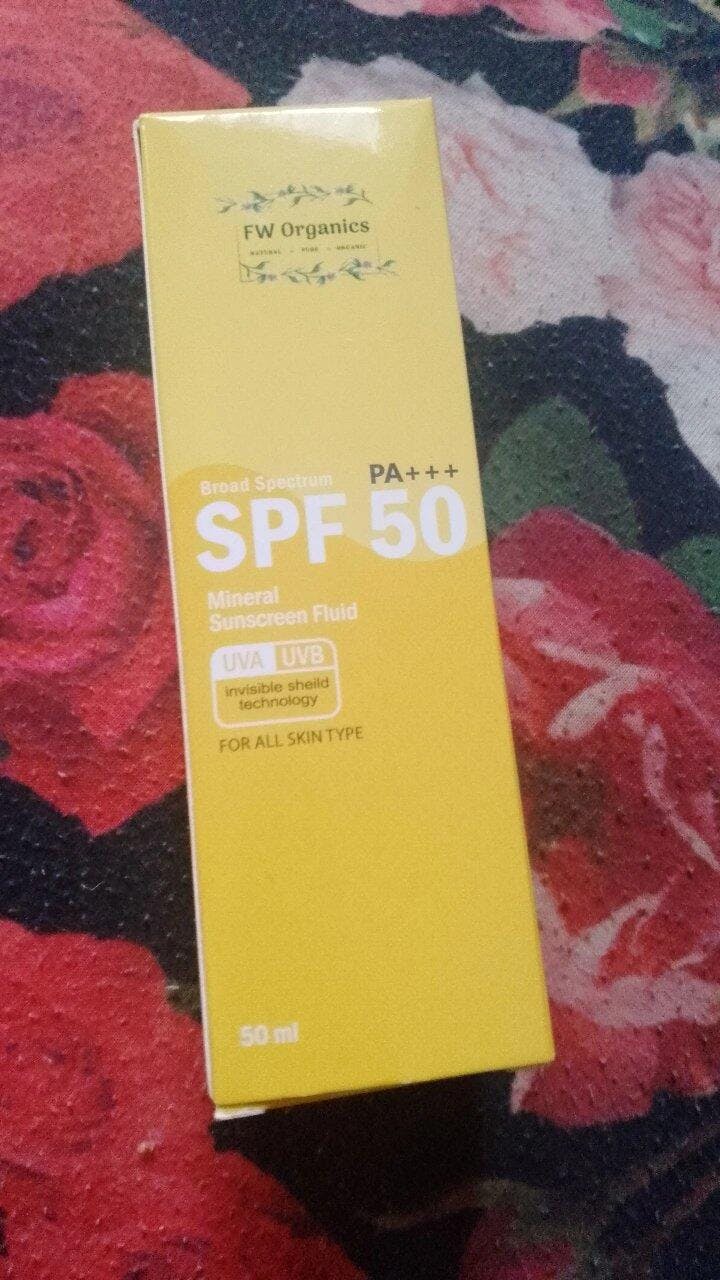 FW Organics
NATURAL - PURE - ORGANIC
Broad Spectrum PA+++
SPF 50
Mineral
Sunscreen Fluid
UVA UVB
invisible sheild
technology
FOR ALL SKIN TYPE
50 ml